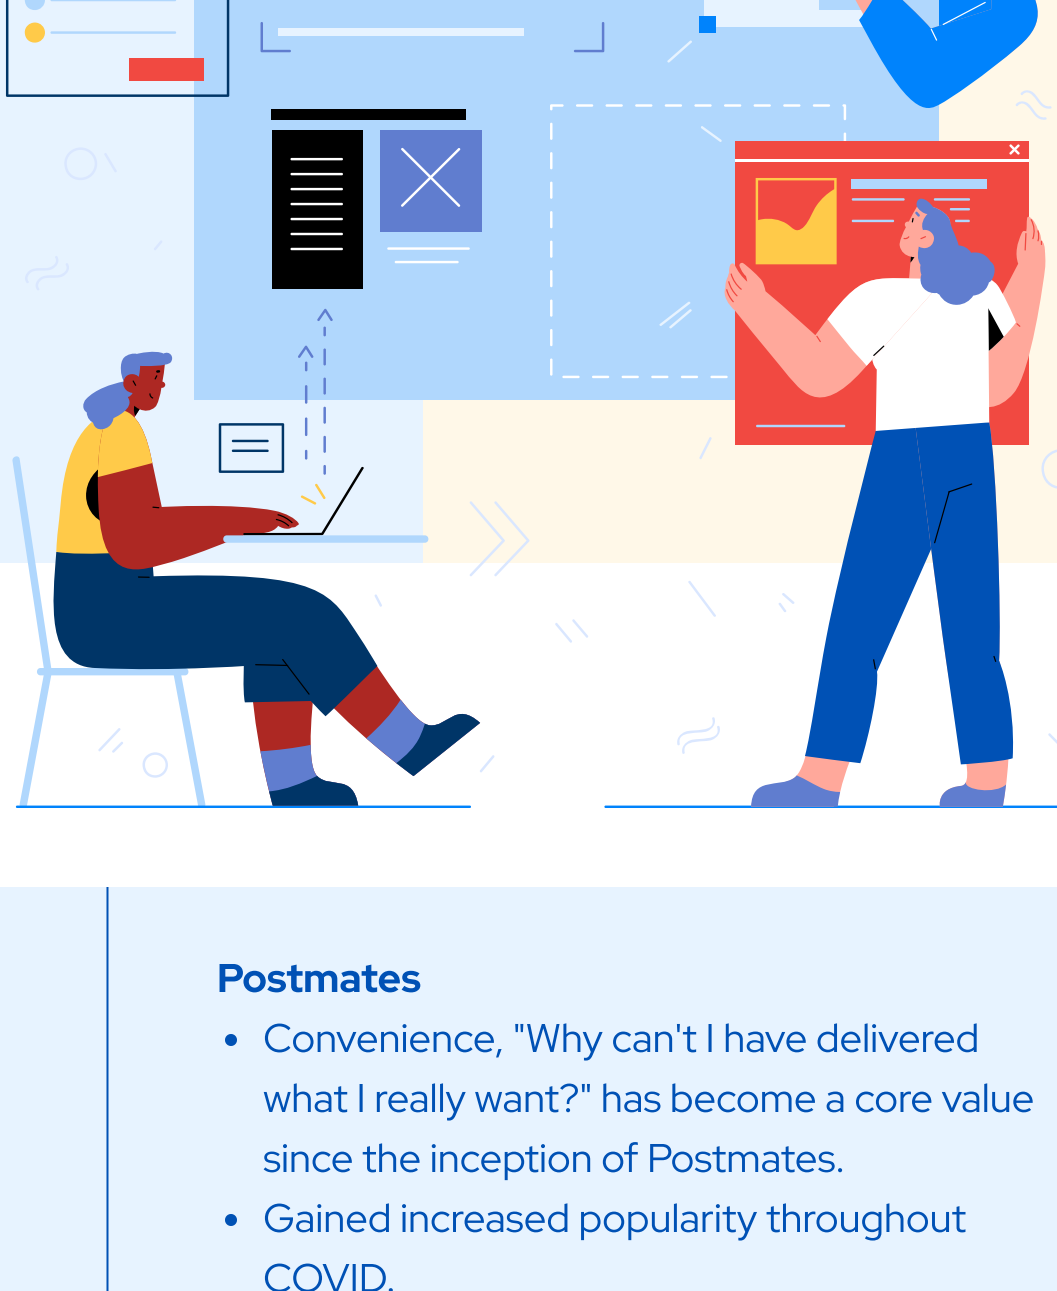 Postmates
• Convenience, "Why can't I have delivered
what I really want?" has become a core value
since the inception of Postmates.
• Gained increased popularity throughout
COVID.